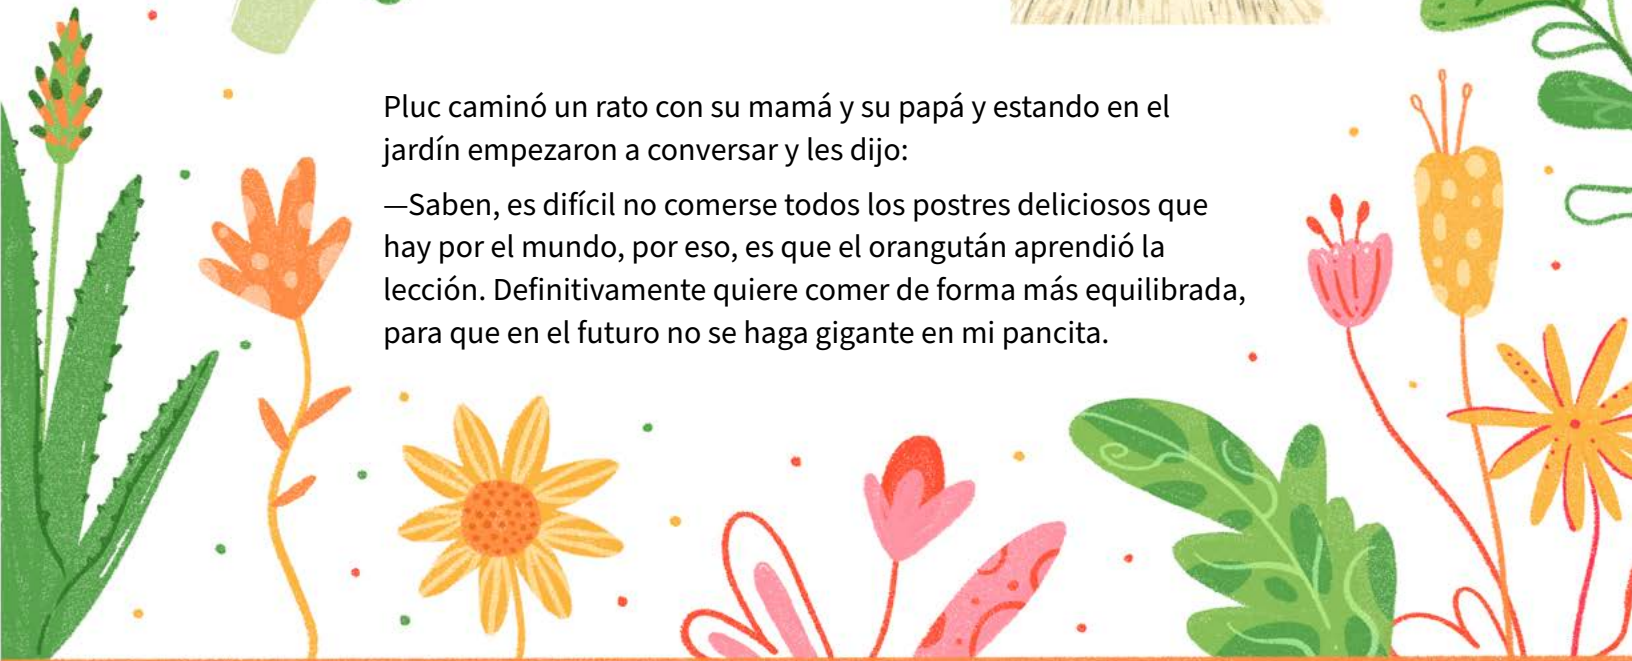 Pluc caminó un rato con su mamá y su papá y estando en el
jardín empezaron a conversar y les dijo:
—Saben, es difícil no comerse todos los postres deliciosos que
hay por el mundo, por eso, es que el orangután aprendió la
lección. Definitivamente quiere comer de forma más equilibrada,
para que en el futuro no se haga gigante en mi pancita.